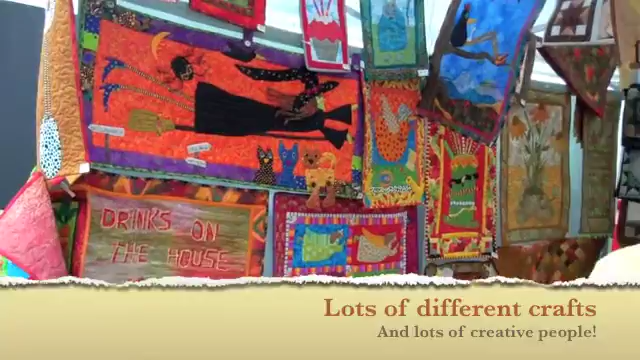 DRINKS ON
THE HOUSE
Lots of different crafts
And lots of creative people!